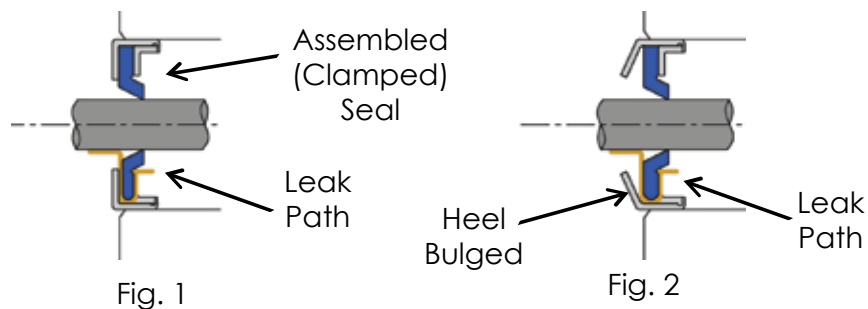 Assembled
(Clamped)
Seal
Leak
Path
Fig. 1
Heel
Bulged
Leak
Path
Fig. 2